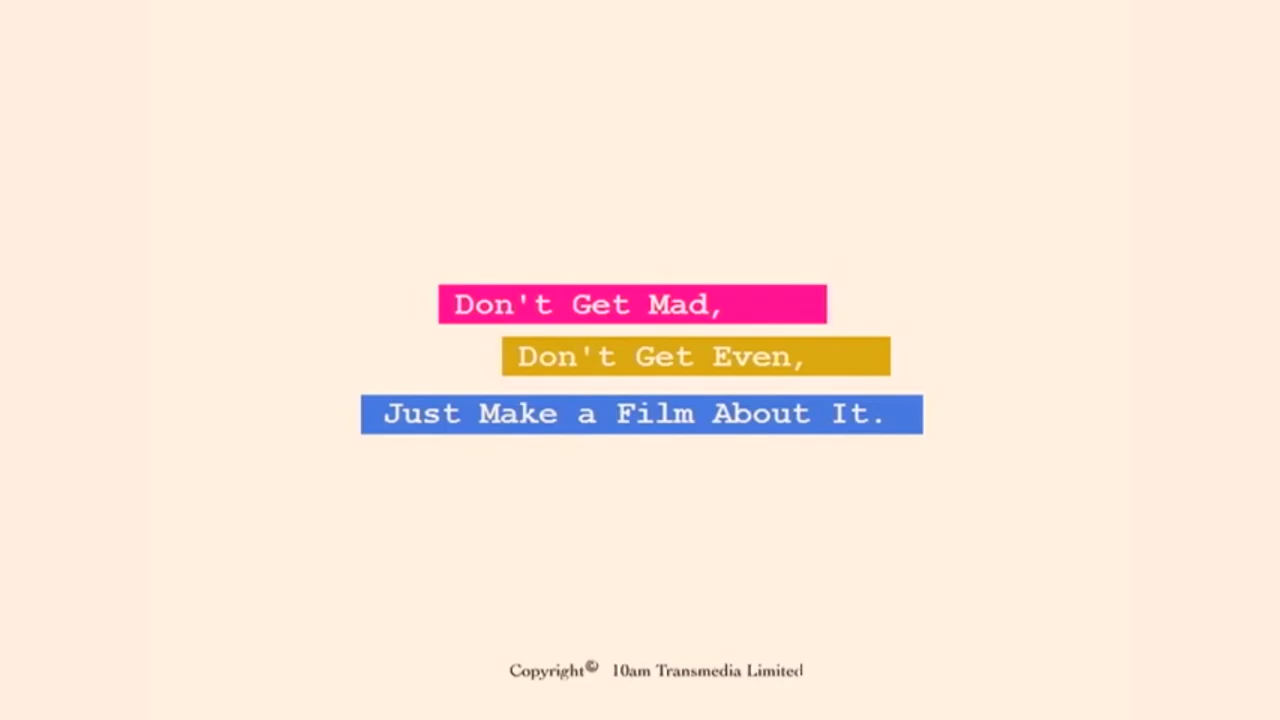 Don't Get Mad,
Don't Get Even,
Just Make a Film About It.
Copyright© 10am Transmedia Limited